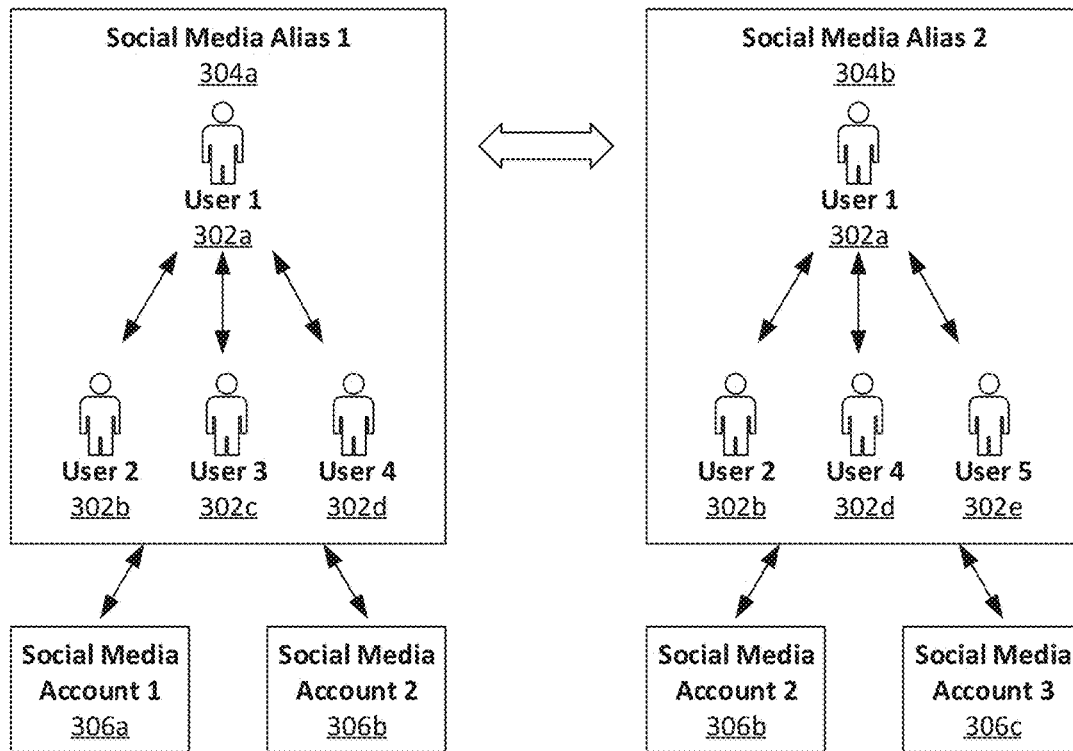 Social Media Alias 1
304a
User 1
302a
User 2
302b
User 3
302c
User 4
302d
Social Media Alias 2
304b
User 1
302a
User 2
302b
User 4
302d
User 5
302e
Social Media
Account 1
306a
Social Media
Account 2
306b
Social Media
Account 2
306b
Social Media
Account 3
306c